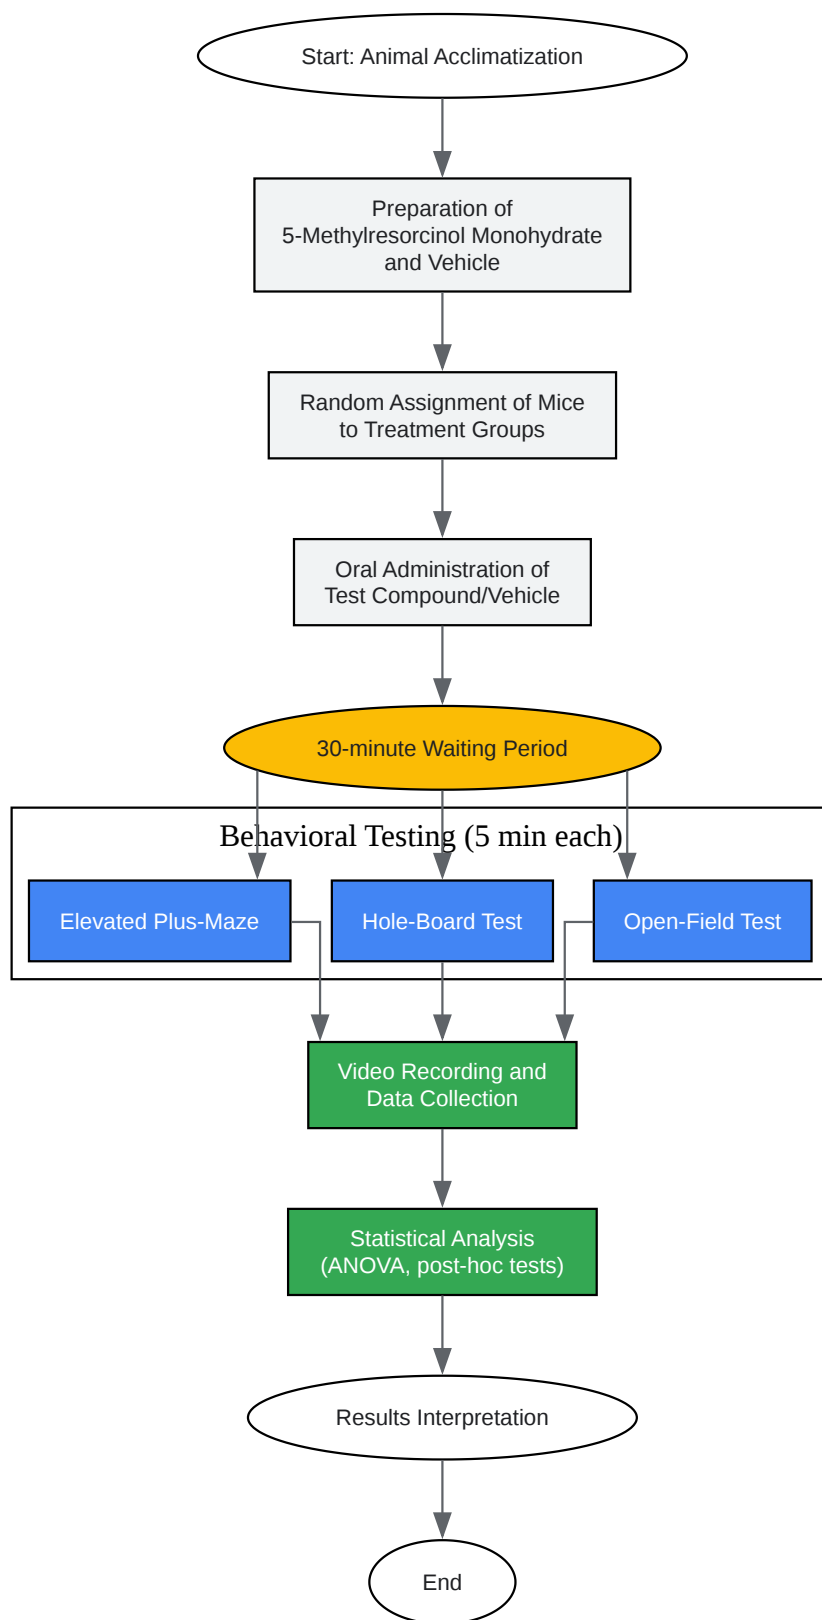 Start: Animal Acclimatization
Preparation of
5-Methylresorcinol Monohydrate
and Vehicle
Random Assignment of Mice
to Treatment Groups
Oral Administration of
Test Compound/Vehicle
30-minute Waiting Period
Behavioral Testing (5 min each)
Elevated Plus-Maze
Hole-Board Test
Open-Field Test
Video Recording and
Data Collection
Statistical Analysis
(ANOVA, post-hoc tests)
Results Interpretation
End